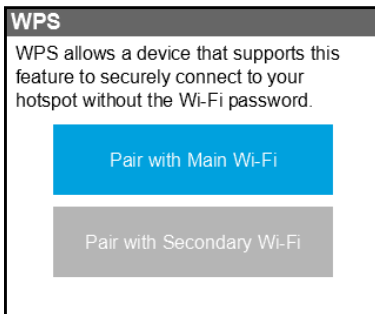 WPS
WPS allows a device that supports this
feature to securely connect to your
hotspot without the Wi-Fi password.
Pair with Main Wi-Fi
Pair with Secondary Wi-Fi